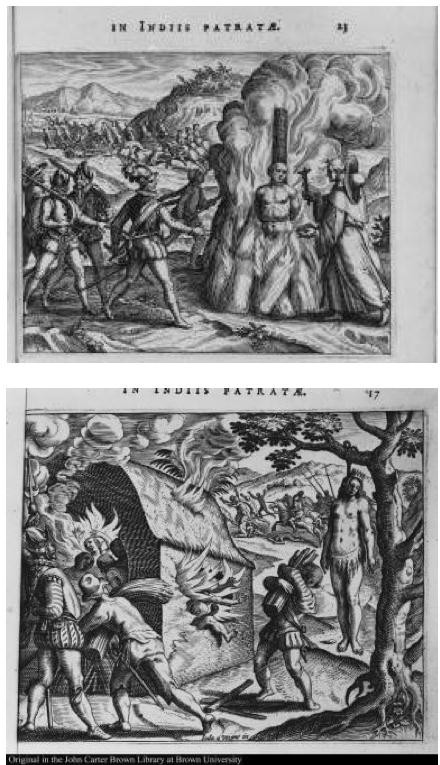 IN INDIIS PATRATÆ. 23
IN INDIIS PATRATÆ. 17
Original in the John Carter Brown Library at Brown University